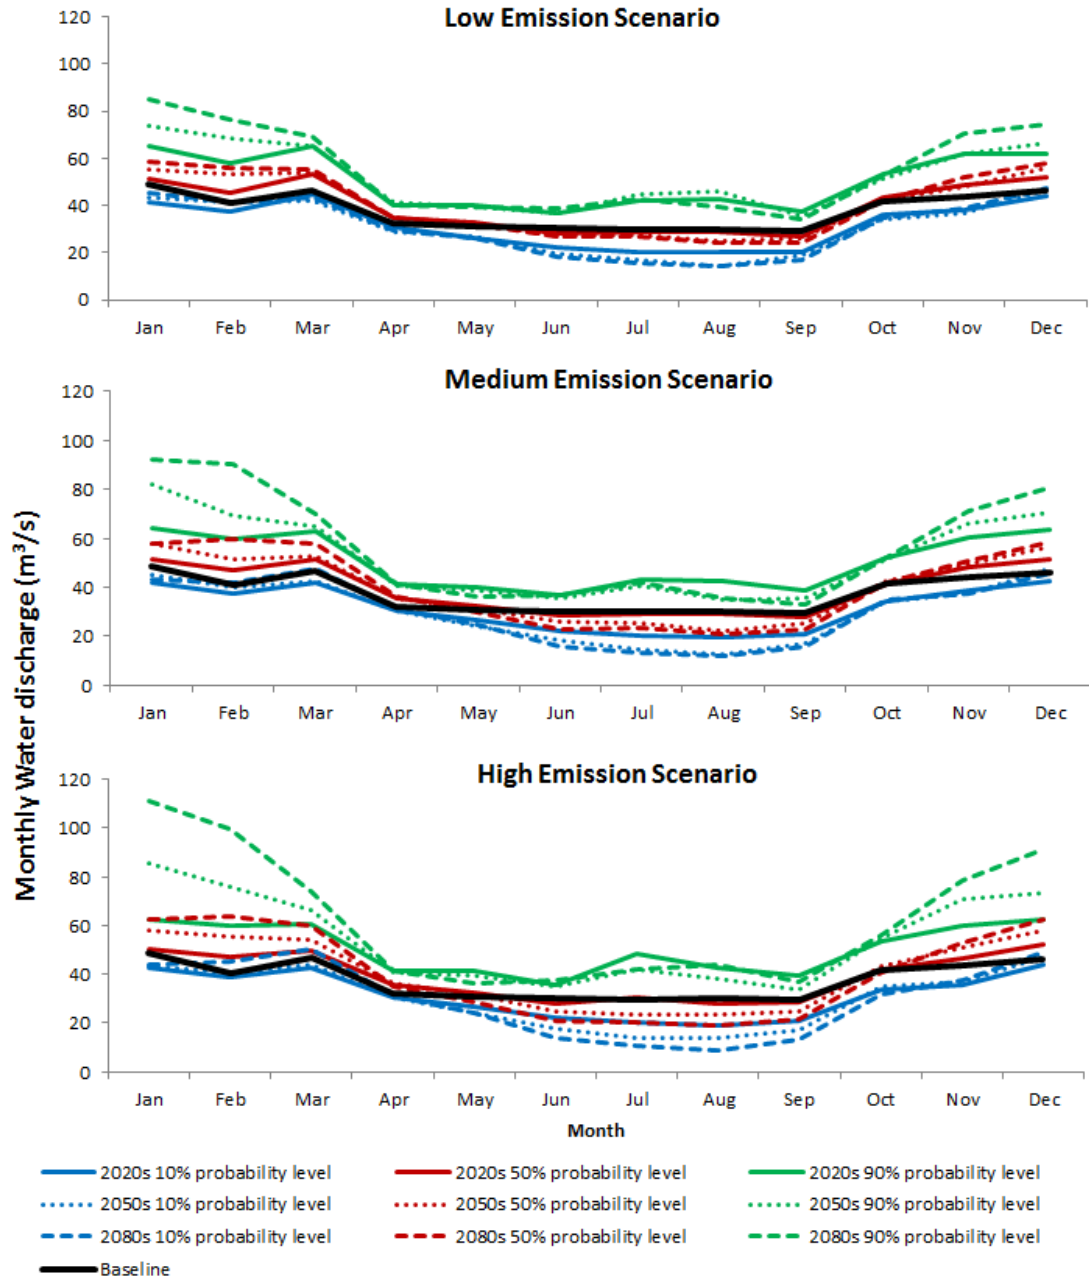 Low Emission Scenario
120
100
80
60
40
20
0
Jan Feb Mar Apr May Jun Jul Aug Sep Oct Nov Dec
Medium Emission Scenario
120
100
80
60
40
20
0
Jan Feb Mar Apr May Jun Jul Aug Sep Oct Nov Dec
Monthly Water discharge (m³/s)
High Emission Scenario
120
100
80
60
40
20
0
Jan Feb Mar Apr May Jun Jul Aug Sep Oct Nov Dec
Month
2020s 10% probability level 2020s 50% probability level 2020s 90% probability level
2050s 10% probability level 2050s 50% probability level 2050s 90% probability level
2080s 10% probability level 2080s 50% probability level 2080s 90% probability level
Baseline